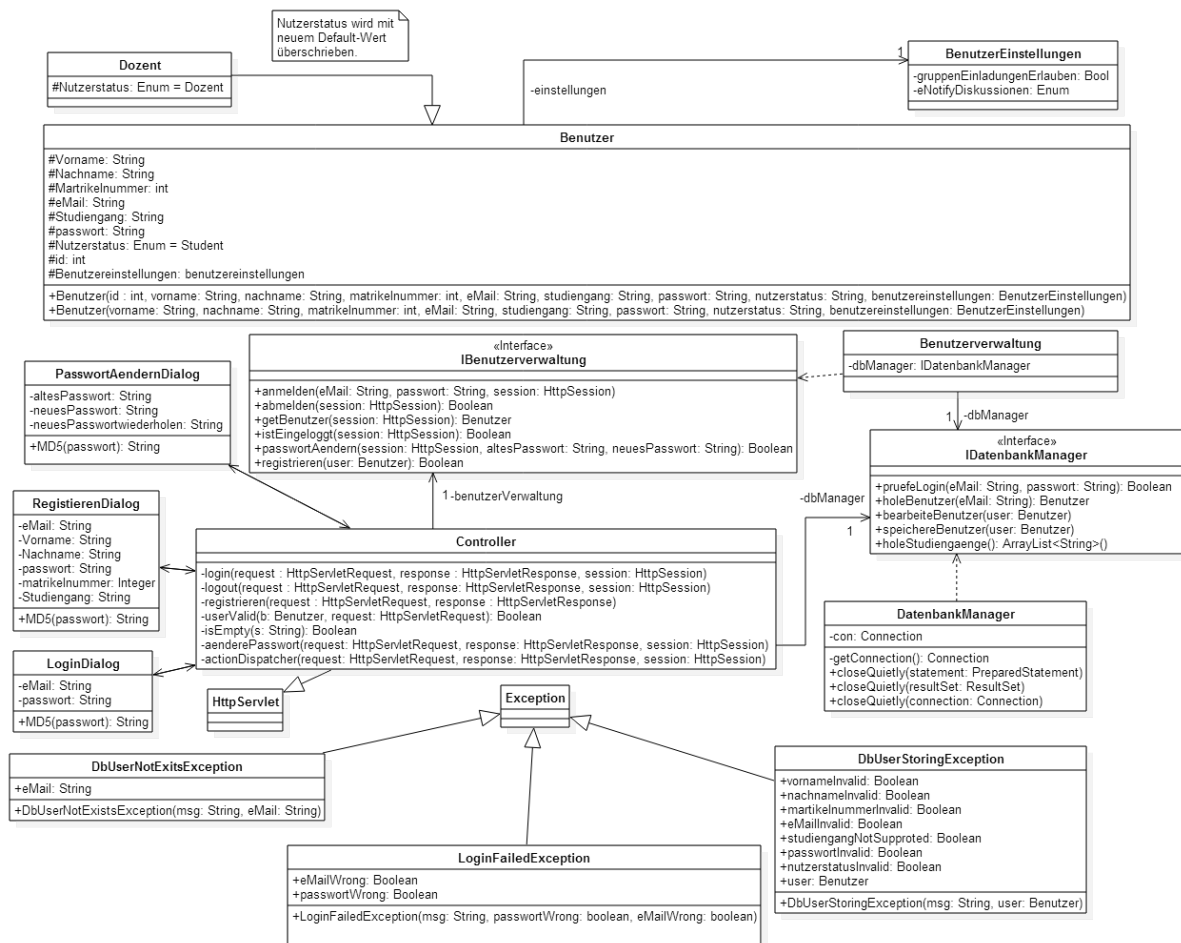 Nutzerstatus wird mit
neuem Default-Wert
überschrieben.
Dozent
#Nutzerstatus: Enum = Dozent
-einstellungen
1
BenutzerEinstellungen
-gruppenEinladungenErlauben: Bool
-eNotifyDiskussionen: Enum
Benutzer
#Vorname: String
#Nachname: String
#Martrikelnummer: int
#eMail: String
#Studiengang: String
#passwort: String
#Nutzerstatus: Enum = Student
#id: int
#Benutzereinstellungen: benutzereinstellungen
+Benutzer(id : int, vorname: String, nachname: String, matrikelnummer: int, eMail: String, studiengang: String, passwort: String, nutzerstatus: String, benutzereinstellungen: BenutzerEinstellungen)
+Benutzer(vorname: String, nachname: String, matrikelnummer: int, eMail: String, studiengang: String, passwort: String, nutzerstatus: String, benutzereinstellungen: BenutzerEinstellungen)
PasswortAendernDialog
-altesPasswort: String
-neuesPasswort: String
-neuesPasswortwiederholen: String
+MD5(passwort): String
«Interface»
IBenutzerverwaltung
+anmelden(eMail: String, passwort: String, session: HttpSession)
+abmelden(session: HttpSession): Boolean
+getBenutzer(session: HttpSession): Benutzer
+istEingeloggt(session: HttpSession): Boolean
+passwortAendern(session: HttpSession, altesPasswort: String, neuesPasswort: String): Boolean
+registrieren(user: Benutzer): Boolean
Benutzerverwaltung
-dbManager: IDatenbankManager
1
-dbManager
«Interface»
IDatenbankManager
+pruefeLogin(eMail: String, passwort: String): Boolean
+holeBenutzer(eMail: String): Benutzer
+bearbeiteBenutzer(user: Benutzer)
+speichereBenutzer(user: Benutzer)
+holeStudiengaenge(): ArrayList<String>()
1
-benutzerVerwaltung
-dbManager
1
RegistierenDialog
-eMail: String
-Vorname: String
-Nachname: String
-passwort: String
-matrikelnummer: Integer
-Studiengang: String
+MD5(passwort): String
Controller
-login(request : HttpServletRequest, response : HttpServletResponse, session: HttpSession)
-logout(request : HttpServletRequest, response: HttpServletResponse, session: HttpSession)
-registrieren(request : HttpServletRequest, response : HttpServletResponse)
-userValid(b: Benutzer, request: HttpServletRequest): Boolean
-isEmpty(s: String): Boolean
-aenderePasswort(request: HttpServletRequest, response: HttpServletResponse, session: HttpSession)
-actionDispatcher(request: HttpServletRequest, response: HttpServletResponse, session: HttpSession)
DatenbankManager
-con: Connection
-getConnection(): Connection
+closeQuietly(statement: PreparedStatement)
+closeQuietly(resultSet: ResultSet)
+closeQuietly(connection: Connection)
LoginDialog
-eMail: String
-passwort: String
+MD5(passwort): String
HttpServlet
Exception
DbUserNotExitsException
+eMail: String
+DbUserNotExistsException(msg: String, eMail: String)
LoginFailedException
+eMailWrong: Boolean
+passwortWrong: Boolean
+LoginFailedException(msg: String, passwortWrong: boolean, eMailWrong: boolean)
DbUserStoringException
+vornameInvalid: Boolean
+nachnameInvalid: Boolean
+martikelnummerInvalid: Boolean
+eMailInvalid: Boolean
+studiengangNotSupproted: Boolean
+passwortInvalid: Boolean
+nutzerstatusInvalid: Boolean
+user: Benutzer
+DbUserStoringException(msg: String, user: Benutzer)